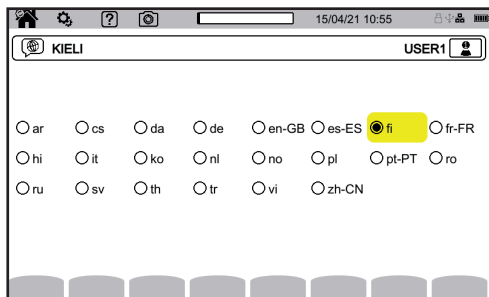 ? 15/04/21 10:55
KIELI USER1
ar cs da de en-GB es-ES fi fr-FR
hi it ko nl no pl pt-PT ro
ru sv th tr vi zh-CN